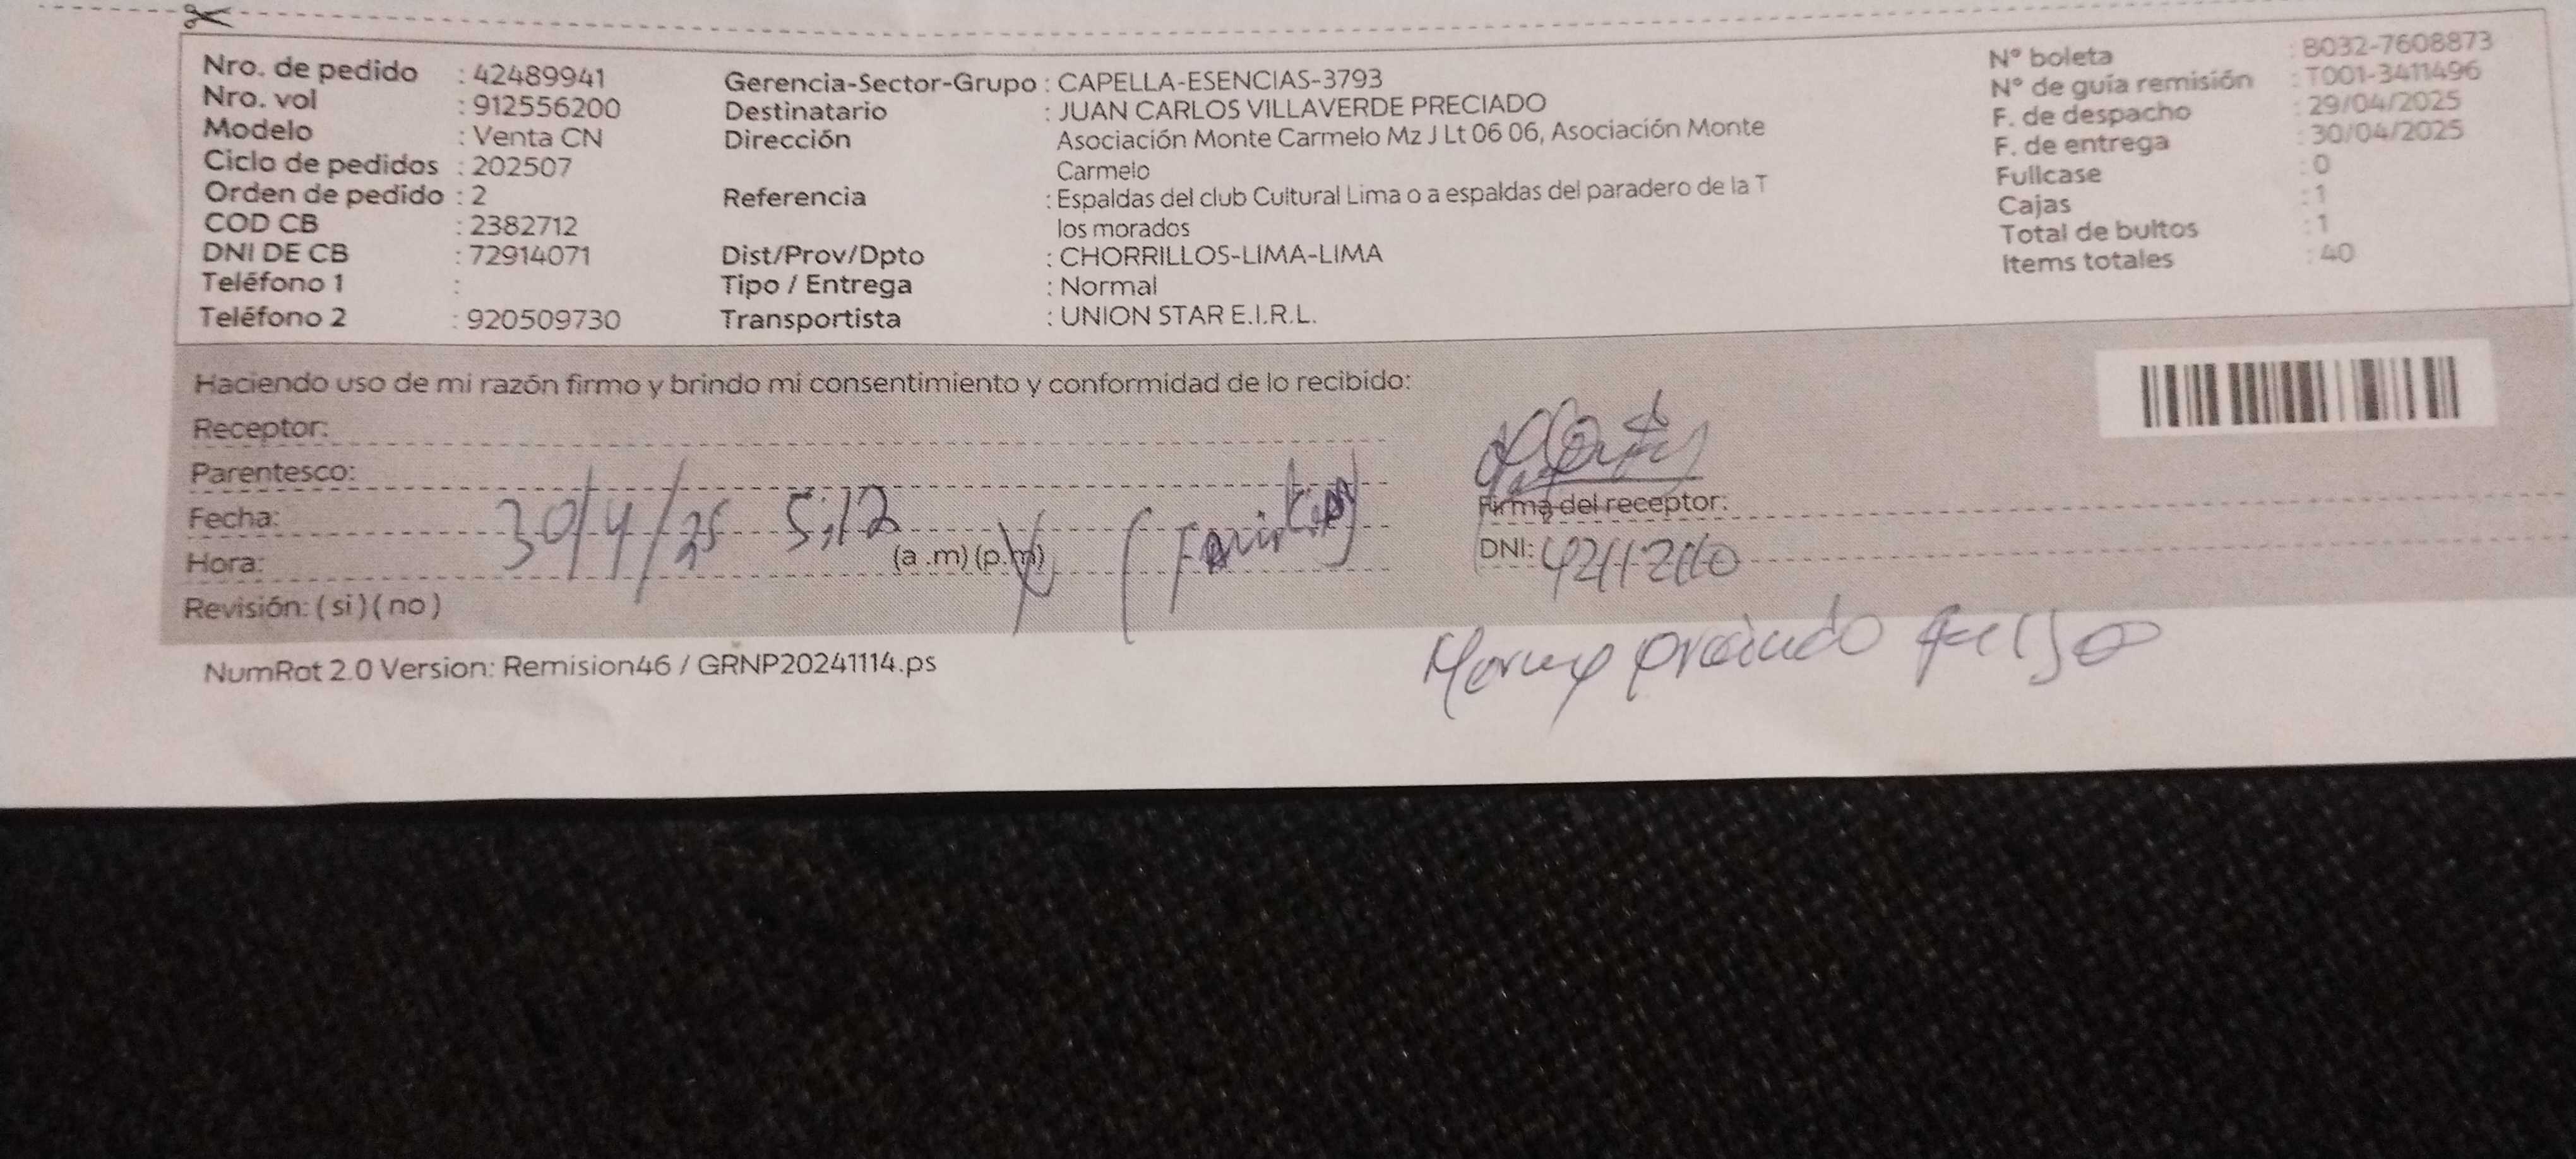 Nro. de pedido : 42489941
Nro. vol : 912556200
Modelo : Venta CN
Ciclo de pedidos : 202507
Orden de pedido : 2
COD CB : 2382712
DNI DE CB : 72914071
Teléfono 1 :
Teléfono 2 : 920509730
Gerencia-Sector-Grupo : CAPELLA-ESENCIAS-3793
Destinatario : JUAN CARLOS VILLAVERDE PRECIADO
Dirección Asociación Monte Carmelo Mz J Lt 06 06, Asociación Monte
Carmelo
Referencia : Espaldas del club Cultural Lima o a espaldas del paradero de la T
los morados
Dist/Prov/Dpto : CHORRILLOS-LIMA-LIMA
Tipo / Entrega : Normal
Transportista : UNION STAR E.I.R.L.
N° boleta : B032-7608873
N° de guía remisión : T001-3411496
F. de despacho : 29/04/2025
F. de entrega : 30/04/2025
Fullcase : 0
Cajas : 1
Total de bultos : 1
Items totales : 40
Haciendo uso de mi razón firmo y brindo mi consentimiento y conformidad de lo recibido:
Receptor:
Parentesco:
Fecha: 30/4/25 5:12
Hora: (a .m) (p.m)
Revisión: ( si ) ( no )
Firma del receptor:
DNI:
preciado
NumRot 2.0 Version: Remision46 / GRNP20241114.ps